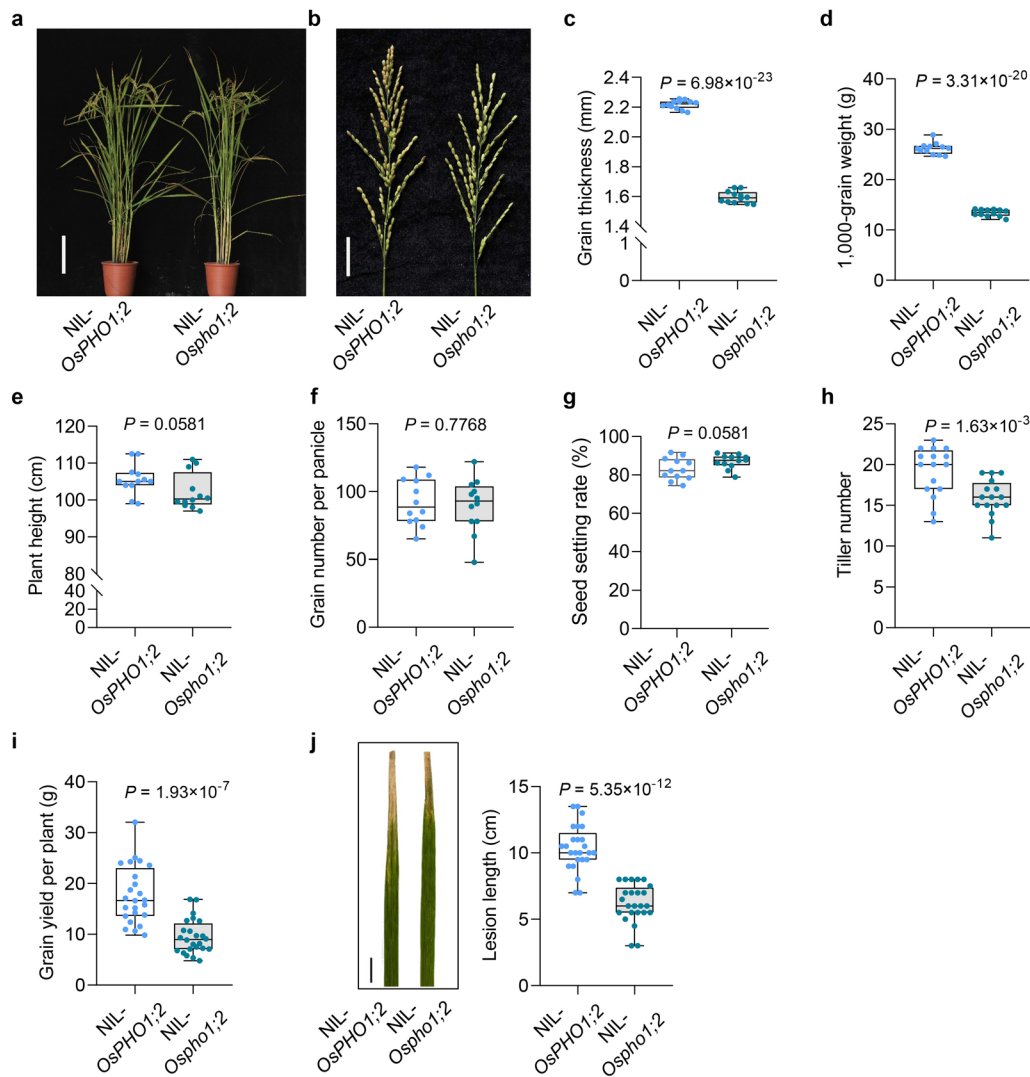 a
NIL-
OsPHO1;2
NIL-
Ospho1;2
b
NIL-
OsPHO1;2
NIL-
Ospho1;2
c
Grain thickness (mm)
P = 6.98×10⁻²³
2.4
2.2
2.0
1.8
1.6
1.4
1
0
NIL-
OsPHO1;2
NIL-
Ospho1;2
d
1,000-grain weight (g)
P = 3.31×10⁻²⁰
40
30
20
10
0
NIL-
OsPHO1;2
NIL-
Ospho1;2
e
Plant height (cm)
P = 0.0581
120
110
100
90
80
40
20
0
NIL-
OsPHO1;2
NIL-
Ospho1;2
f
Grain number per panicle
P = 0.7768
150
100
50
0
NIL-
OsPHO1;2
NIL-
Ospho1;2
g
Seed setting rate (%)
P = 0.0581
100
80
60
40
20
0
NIL-
OsPHO1;2
NIL-
Ospho1;2
h
Tiller number
P = 1.63×10⁻³
25
20
15
10
5
0
NIL-
OsPHO1;2
NIL-
Ospho1;2
i
Grain yield per plant (g)
P = 1.93×10⁻⁷
40
30
20
10
0
NIL-
OsPHO1;2
NIL-
Ospho1;2
j
NIL-
OsPHO1;2
NIL-
Ospho1;2
Lesion length (cm)
P = 5.35×10⁻¹²
15
10
5
0
NIL-
OsPHO1;2
NIL-
Ospho1;2